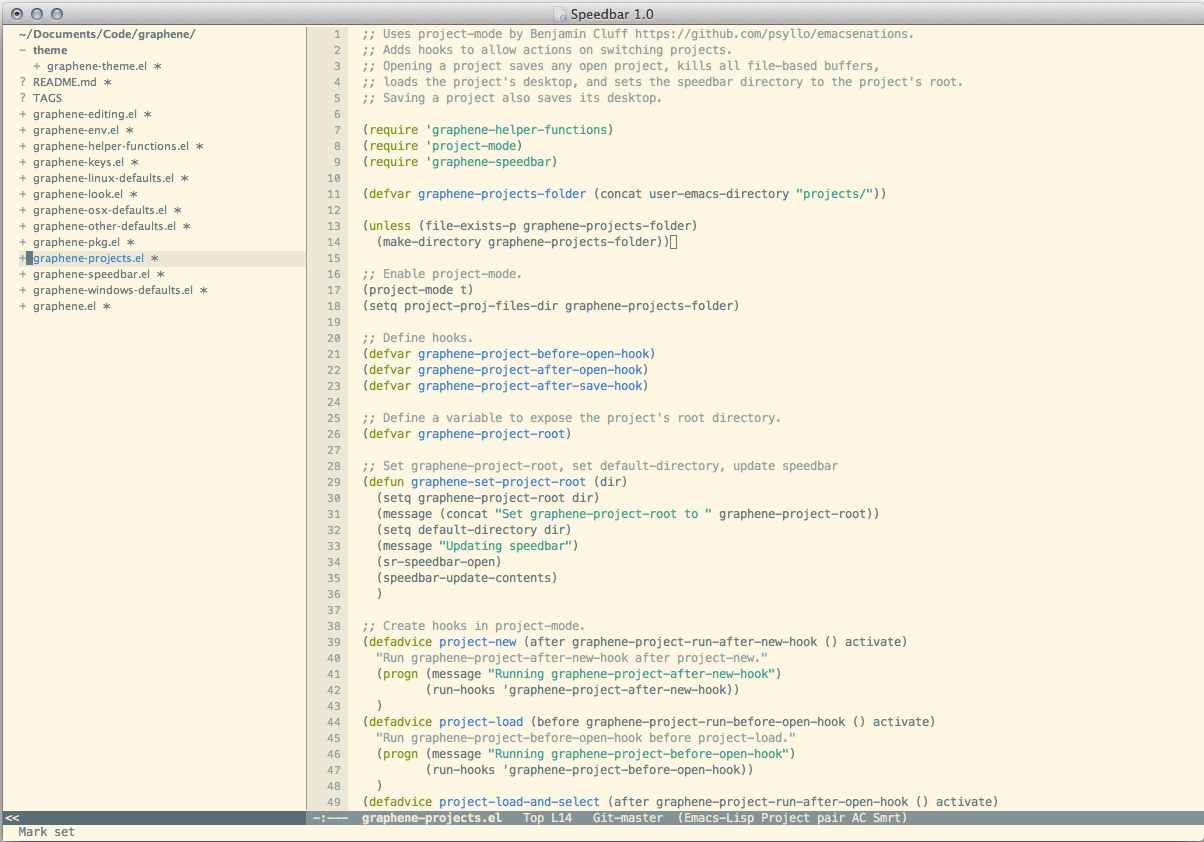 Speedbar 1.0
~/Documents/Code/graphene/
− theme
+ graphene-theme.el ∗
? README.md ∗
? TAGS
+ graphene-editing.el ∗
+ graphene-env.el ∗
+ graphene-helper-functions.el ∗
+ graphene-keys.el ∗
+ graphene-linux-defaults.el ∗
+ graphene-look.el ∗
+ graphene-osx-defaults.el ∗
+ graphene-other-defaults.el ∗
+ graphene-pkg.el ∗
+ graphene-projects.el ∗
+ graphene-speedbar.el ∗
+ graphene-windows-defaults.el ∗
+ graphene.el ∗
1 ;; Uses project-mode by Benjamin Cluff https://github.com/psyllo/emacsenations.
2 ;; Adds hooks to allow actions on switching projects.
3 ;; Opening a project saves any open project, kills all file-based buffers,
4 ;; loads the project's desktop, and sets the speedbar directory to the project's root.
5 ;; Saving a project also saves its desktop.
6
7 (require 'graphene-helper-functions)
8 (require 'project-mode)
9 (require 'graphene-speedbar)
10
11 (defvar graphene-projects-folder (concat user-emacs-directory "projects/"))
12
13 (unless (file-exists-p graphene-projects-folder)
14   (make-directory graphene-projects-folder))
15
16 ;; Enable project-mode.
17 (project-mode t)
18 (setq project-proj-files-dir graphene-projects-folder)
19
20 ;; Define hooks.
21 (defvar graphene-project-before-open-hook)
22 (defvar graphene-project-after-open-hook)
23 (defvar graphene-project-after-save-hook)
24
25 ;; Define a variable to expose the project's root directory.
26 (defvar graphene-project-root)
27
28 ;; Set graphene-project-root, set default-directory, update speedbar
29 (defun graphene-set-project-root (dir)
30   (setq graphene-project-root dir)
31   (message (concat "Set graphene-project-root to " graphene-project-root))
32   (setq default-directory dir)
33   (message "Updating speedbar")
34   (sr-speedbar-open)
35   (speedbar-update-contents)
36   )
37
38 ;; Create hooks in project-mode.
39 (defadvice project-new (after graphene-project-run-after-new-hook () activate)
40   "Run graphene-project-after-new-hook after project-new."
41   (progn (message "Running graphene-project-after-new-hook")
42          (run-hooks 'graphene-project-after-new-hook))
43   )
44 (defadvice project-load (before graphene-project-run-before-open-hook () activate)
45   "Run graphene-project-before-open-hook before project-load."
46   (progn (message "Running graphene-project-before-open-hook")
47          (run-hooks 'graphene-project-before-open-hook))
48   )
49 (defadvice project-load-and-select (after graphene-project-run-after-open-hook () activate)
<< -:--- graphene-projects.el Top L14 Git-master (Emacs-Lisp Project pair AC Smrt)
Mark set